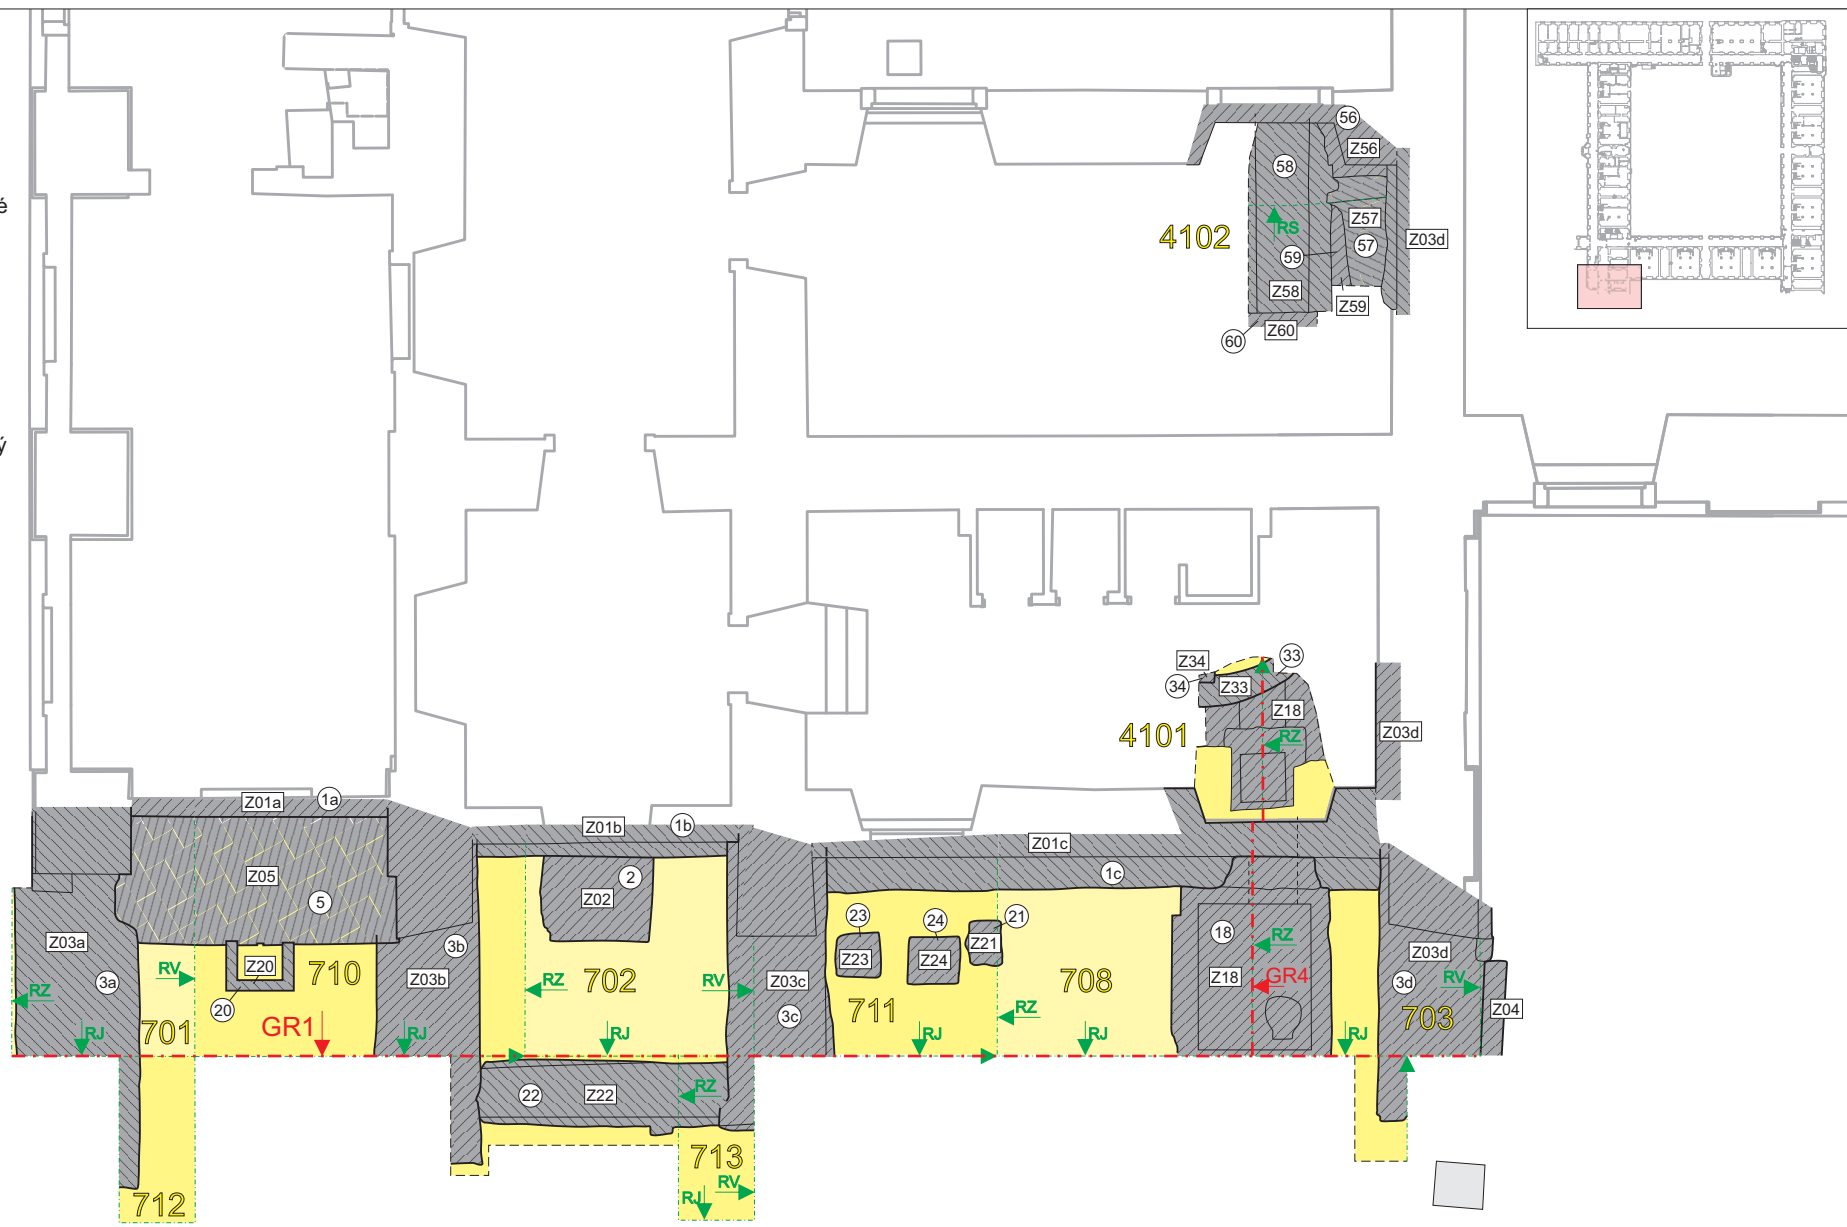 é
ý
56
58
Z56
Z57
RS
4102
57
Z03d
59
Z58
Z59
Z60
60
Z34
33
34
Z33
Z18
4101
RZ
Z03d
Z01a
1a
Z01b
1b
Z01c
1c
Z05
2
Z02
5
23
24
21
18
Z03a
3b
Z21
RZ
Z03d
Z23
Z24
Z20
710
RV
3a
Z03b
RZ
702
RV
Z03c
708
Z18
GR4
3d
RV
RZ
20
711
RZ
Z04
701
GR1
3c
703
RJ
RJ
RJ
RJ
RJ
RJ
22
Z22
RZ
713
RV
712
RJ